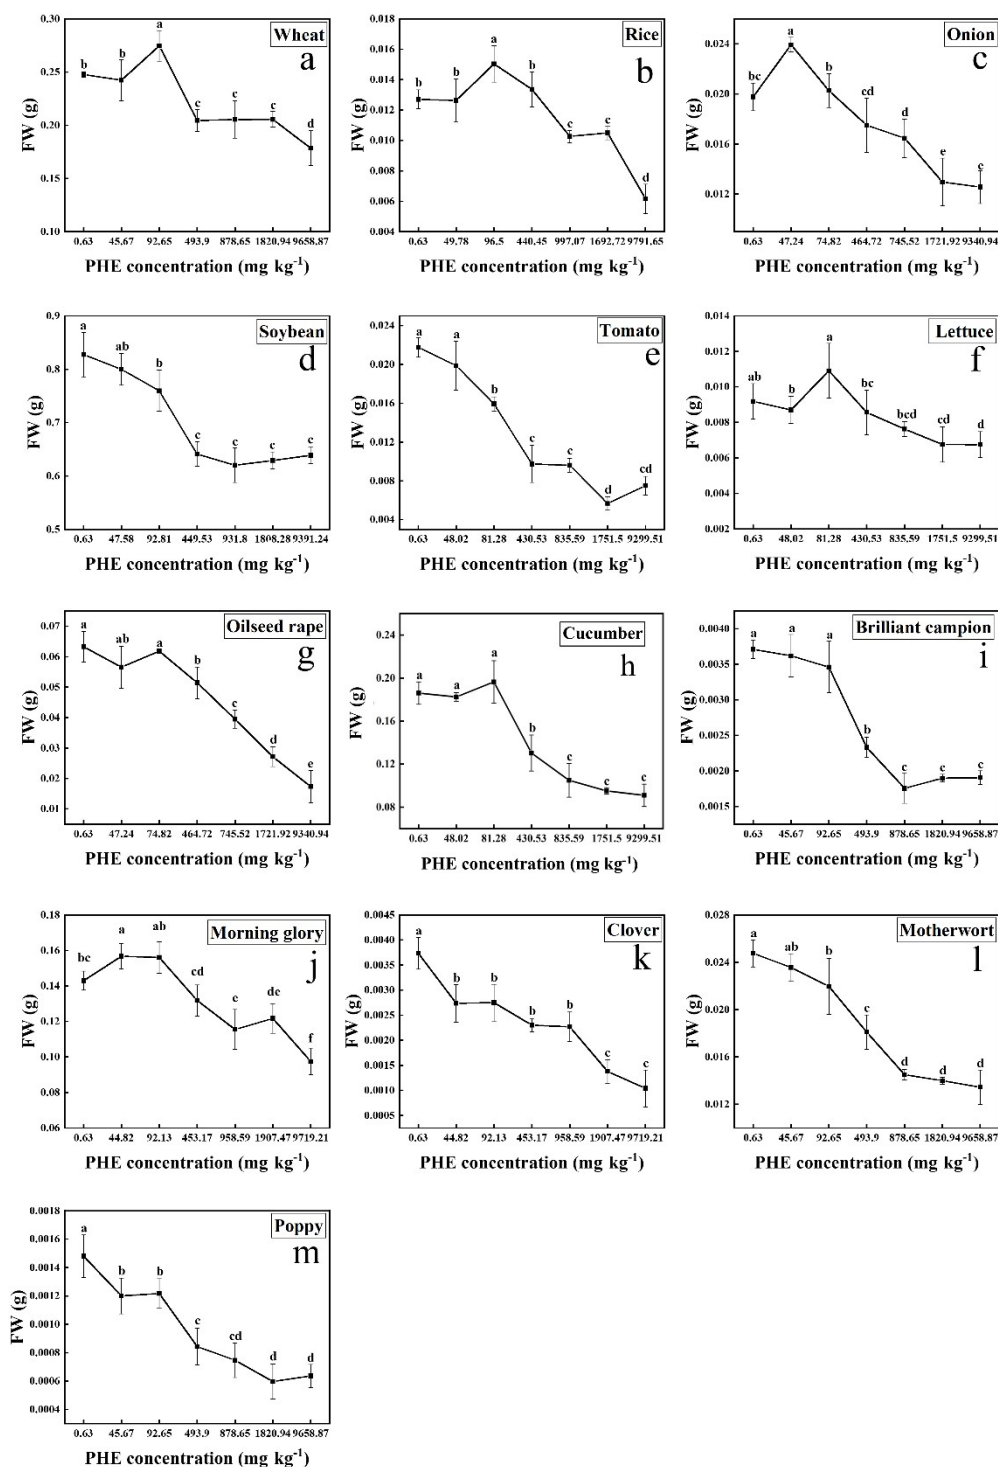 0.30
0.25
0.20
0.15
0.10
FW (g)
Wheat
a
b b a c c c d
0.63 45.67 92.65 493.9 878.65 1820.94 9658.87
PHE concentration (mg kg⁻¹)
0.018
0.016
0.014
0.012
0.010
0.008
0.006
0.004
FW (g)
Rice
b
b b a b c c d
0.63 49.78 96.5 440.45 997.07 1692.72 9791.65
PHE concentration (mg kg⁻¹)
0.024
0.020
0.016
0.012
FW (g)
Onion
c
bc a b cd d e e
0.63 47.24 74.82 464.72 745.52 1721.92 9340.94
PHE concentration (mg kg⁻¹)
0.9
0.8
0.7
0.6
0.5
FW (g)
Soybean
d
a ab b c c c c
0.63 47.58 92.81 449.53 931.8 1808.28 9391.24
PHE concentration (mg kg⁻¹)
0.024
0.020
0.016
0.012
0.008
0.004
FW (g)
Tomato
e
a a b c c d cd
0.63 48.02 81.28 430.53 835.59 1751.5 9299.51
PHE concentration (mg kg⁻¹)
0.014
0.012
0.010
0.008
0.006
0.004
0.002
FW (g)
Lettuce
f
ab b a bc bcd cd d
0.63 48.02 81.28 430.53 835.59 1751.5 9299.51
PHE concentration (mg kg⁻¹)
0.07
0.06
0.05
0.04
0.03
0.02
0.01
FW (g)
Oilseed rape
g
a ab a b c d e
0.63 47.24 74.82 464.72 745.52 1721.92 9340.94
PHE concentration (mg kg⁻¹)
0.24
0.20
0.16
0.12
0.08
FW (g)
Cucumber
h
a a a b c c c
0.63 48.02 81.28 430.53 835.59 1751.5 9299.51
PHE concentration (mg kg⁻¹)
0.0040
0.0035
0.0030
0.0025
0.0020
0.0015
FW (g)
Brilliant campion
i
a a a b c c c
0.63 45.67 92.65 493.9 878.65 1820.94 9658.87
PHE concentration (mg kg⁻¹)
0.18
0.16
0.14
0.12
0.10
0.08
0.06
FW (g)
Morning glory
j
bc a ab cd e de f
0.63 44.82 92.13 453.17 958.59 1907.47 9719.21
PHE concentration (mg kg⁻¹)
0.0045
0.0040
0.0035
0.0030
0.0025
0.0020
0.0015
0.0010
0.0005
FW (g)
Clover
k
a b b b b c c
0.63 44.82 92.13 453.17 958.59 1907.47 9719.21
PHE concentration (mg kg⁻¹)
0.028
0.024
0.020
0.016
0.012
FW (g)
Motherwort
l
a ab b c d d d
0.63 45.67 92.65 493.9 878.65 1820.94 9658.87
PHE concentration (mg kg⁻¹)
0.0018
0.0016
0.0014
0.0012
0.0010
0.0008
0.0006
0.0004
FW (g)
Poppy
m
a b b c cd d d
0.63 45.67 92.65 493.9 878.65 1820.94 9658.87
PHE concentration (mg kg⁻¹)